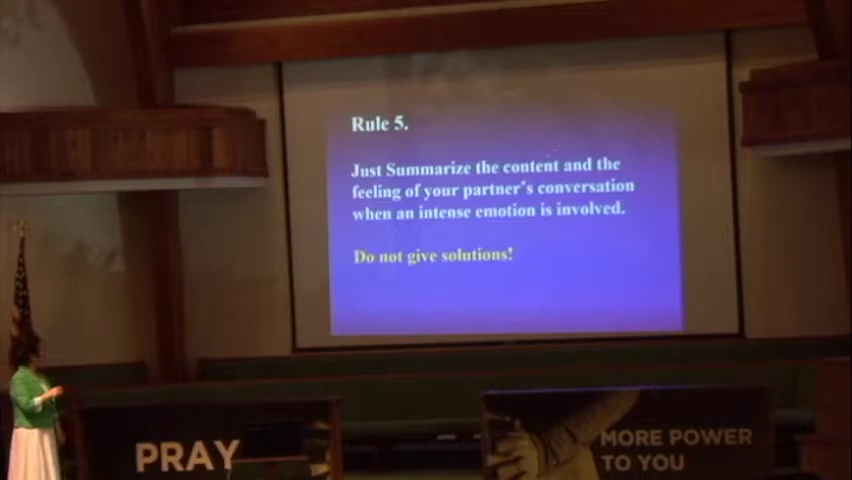 Rule 5.
Just Summarize the content and the
feeling of your partner's conversation
when an intense emotion is involved.
Do not give solutions!
PRAY
MORE POWER
TO YOU